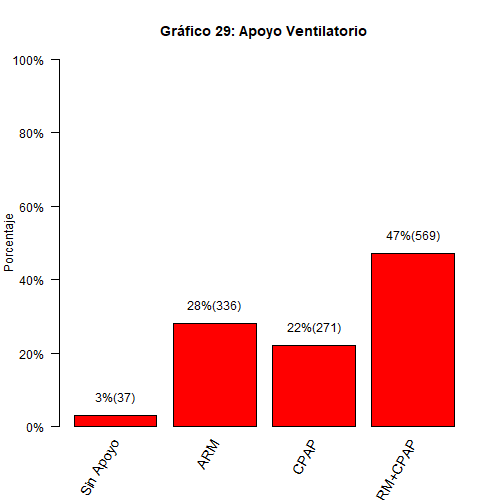 Gráfico 29: Apoyo Ventilatorio
100%
80%
60%
40%
20%
0%
Porcentaje
3%(37)
28%(336)
22%(271)
47%(569)
Sin Apoyo
ARM
CPAP
RM+CPAP